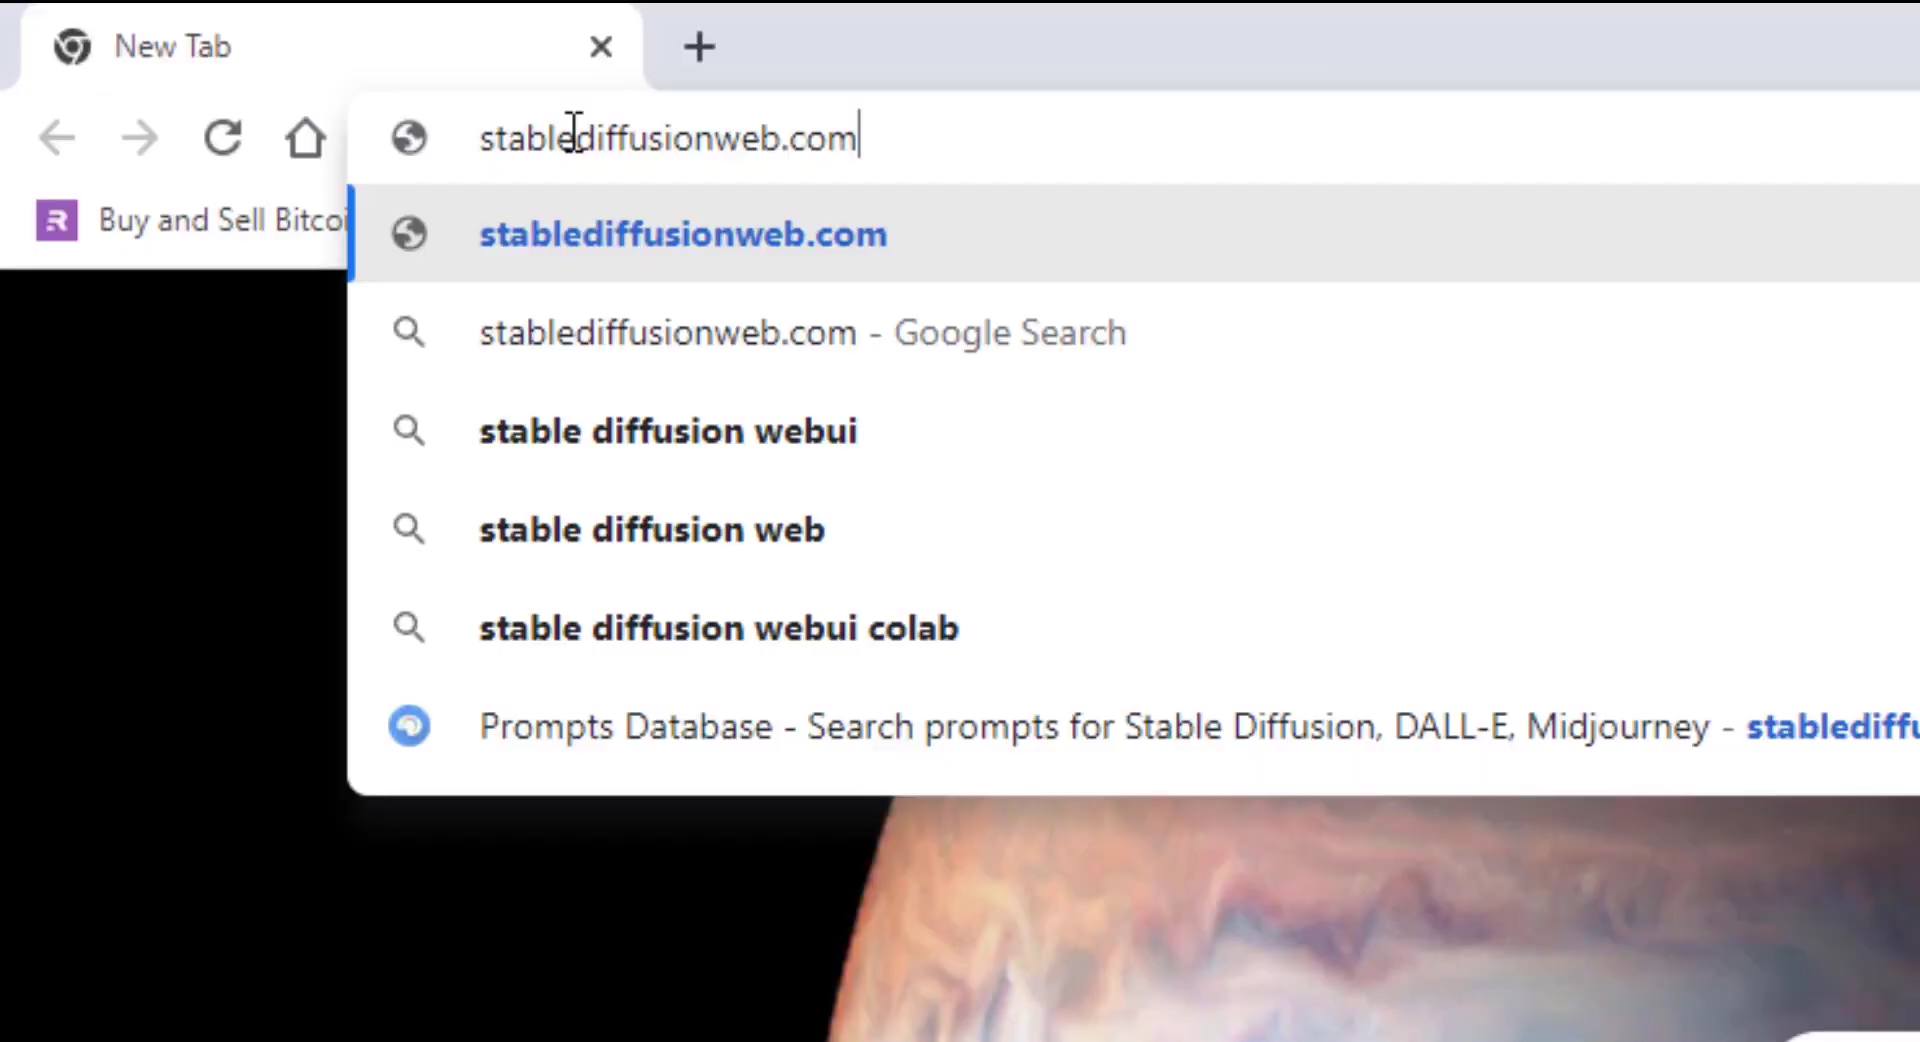 New Tab
stablediffusionweb.com
Buy and Sell Bitcoi
stablediffusionweb.com
stablediffusionweb.com - Google Search
stable diffusion webui
stable diffusion web
stable diffusion webui colab
Prompts Database - Search prompts for Stable Diffusion, DALL-E, Midjourney - stablediffu